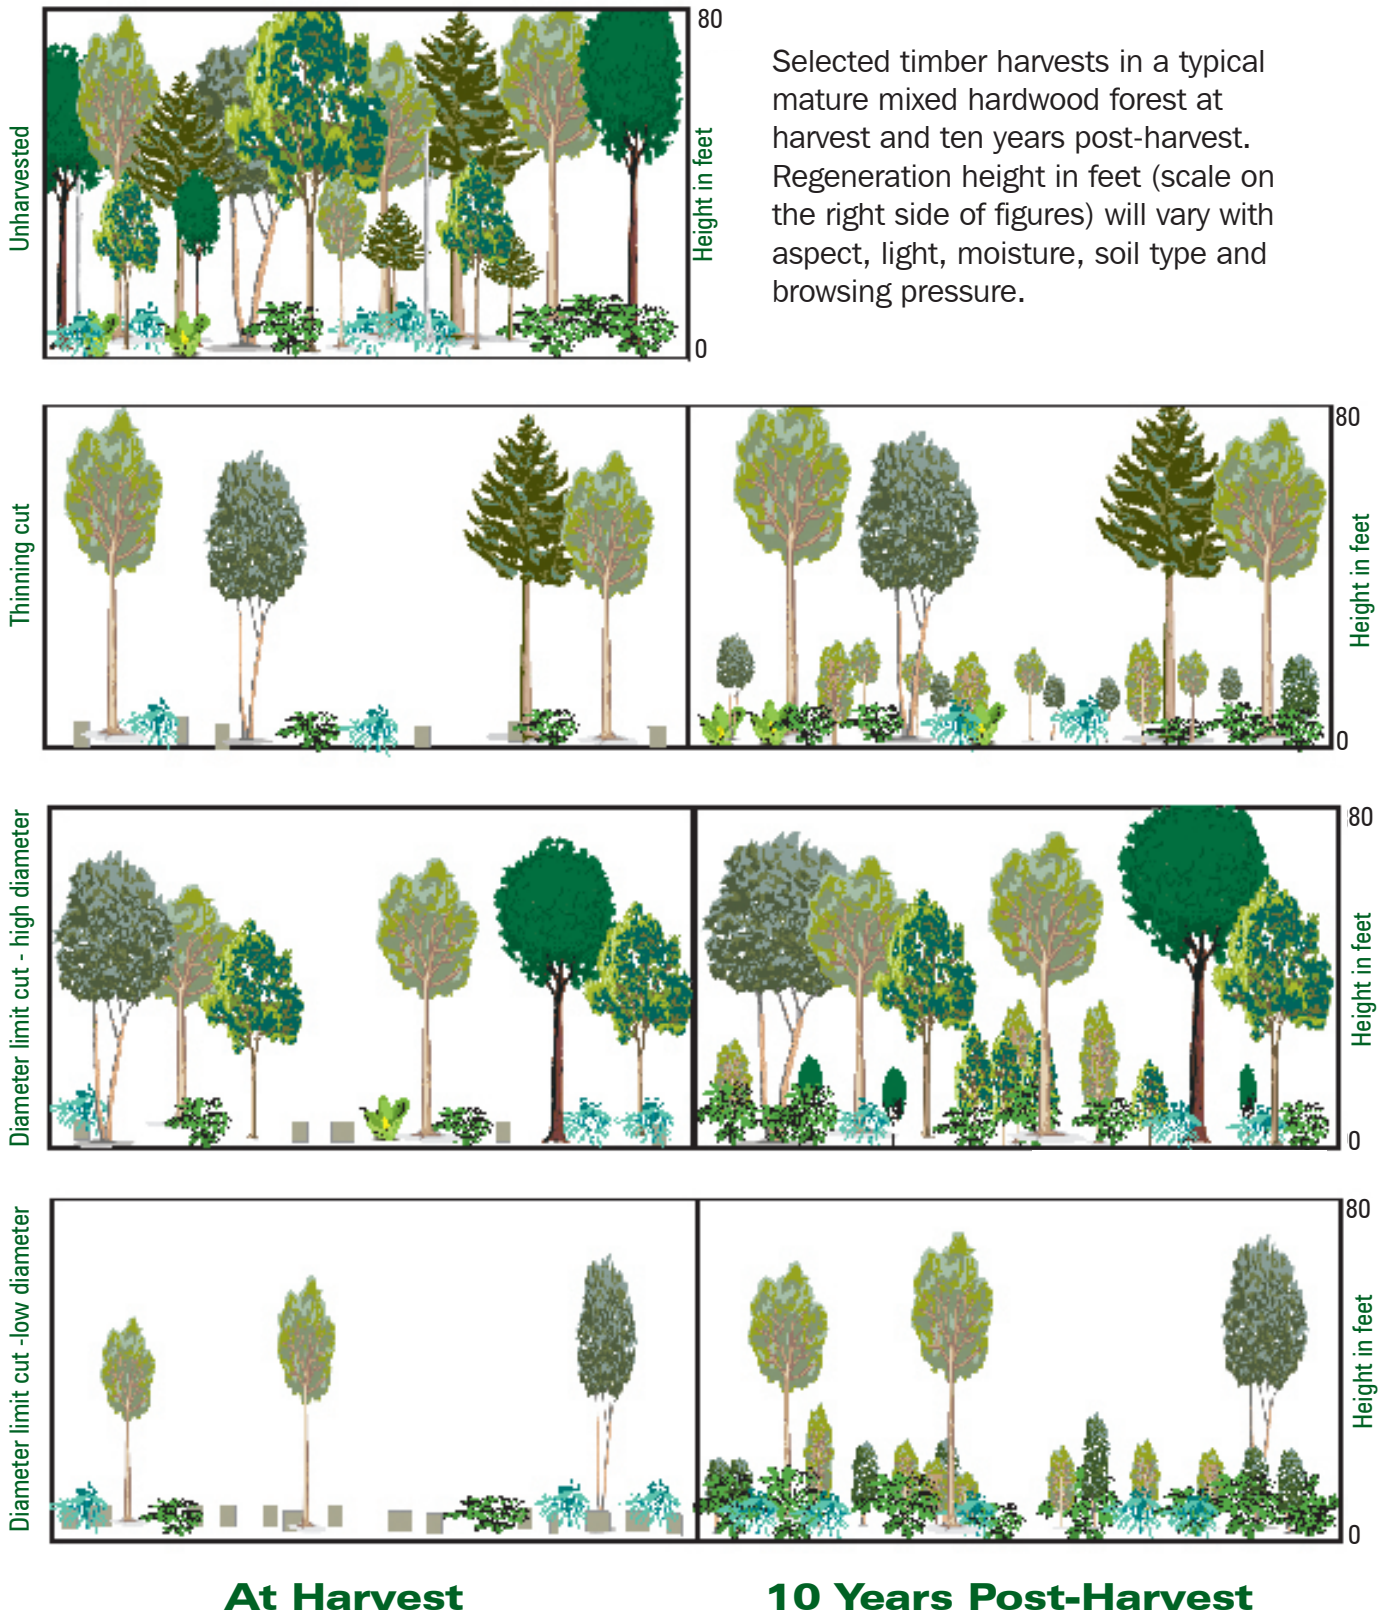 80
Unharvested
Height in feet
0
Selected timber harvests in a typical
mature mixed hardwood forest at
harvest and ten years post-harvest.
Regeneration height in feet (scale on
the right side of figures) will vary with
aspect, light, moisture, soil type and
browsing pressure.
80
Thinning cut
Height in feet
0
80
Diameter limit cut - high diameter
Height in feet
0
80
Diameter limit cut -low diameter
Height in feet
0
At Harvest
10 Years Post-Harvest